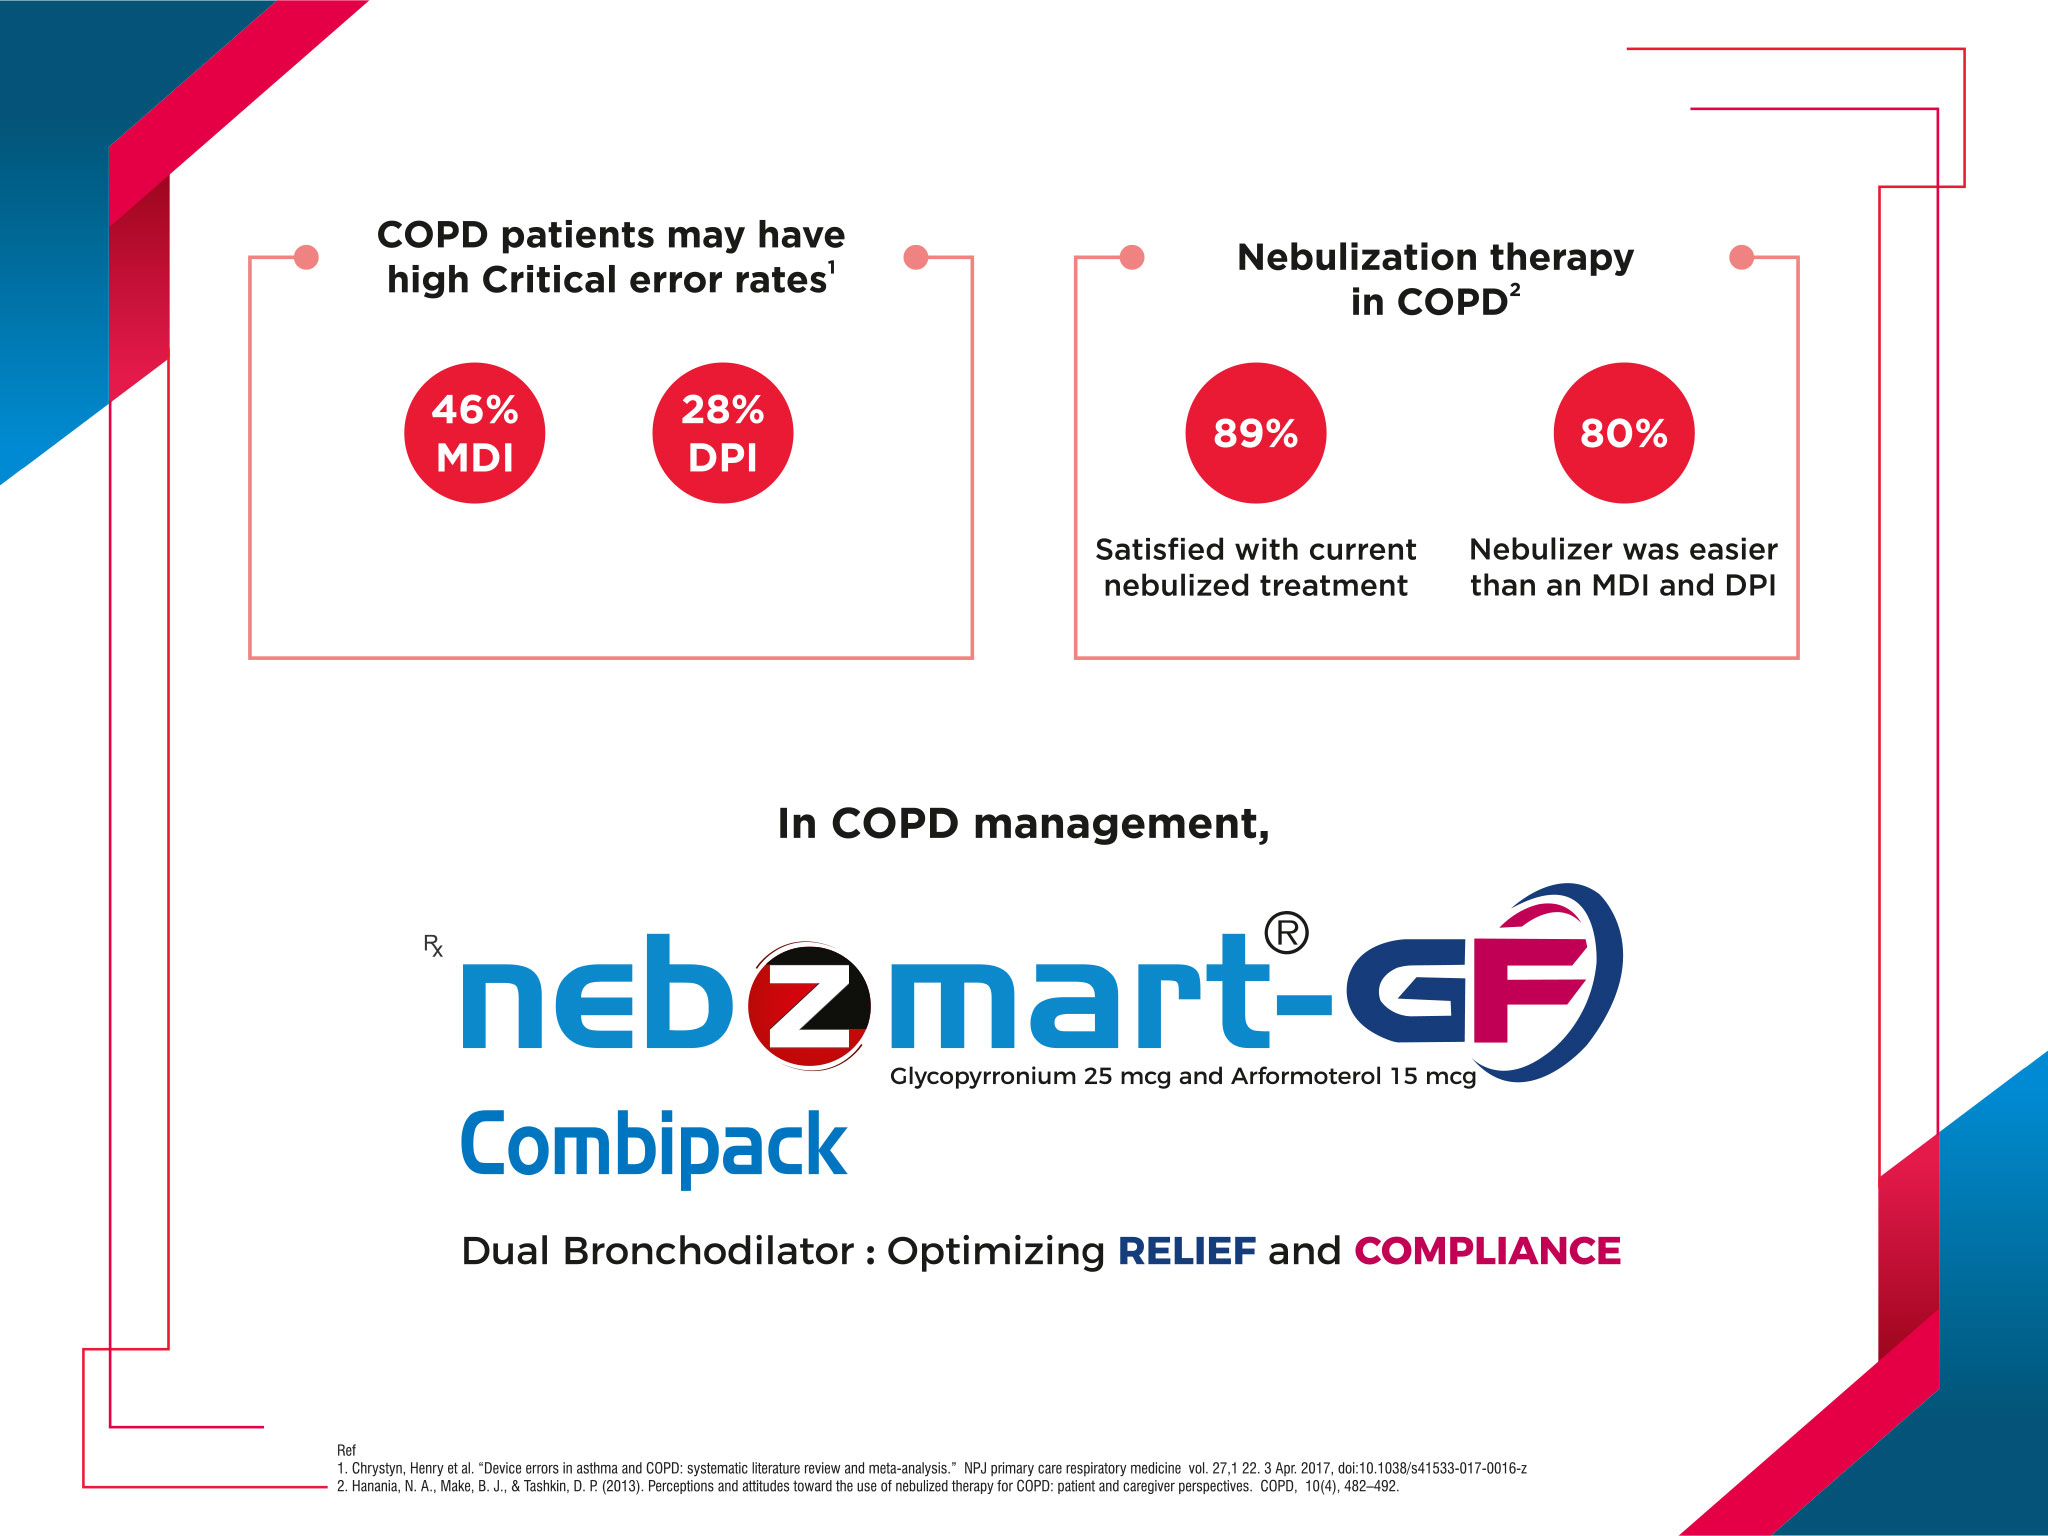 COPD patients may have
high Critical error rates¹
46%
MDI
28%
DPI
Nebulization therapy
in COPD²
89%
Satisfied with current
nebulized treatment
80%
Nebulizer was easier
than an MDI and DPI
In COPD management,
Rx nebzmart®-GF
Glycopyrronium 25 mcg and Arformoterol 15 mcg
Combipack
Dual Bronchodilator : Optimizing RELIEF and COMPLIANCE
Ref
1. Chrystyn, Henry et al. “Device errors in asthma and COPD: systematic literature review and meta-analysis.” NPJ primary care respiratory medicine vol. 27,1 22. 3 Apr. 2017, doi:10.1038/s41533-017-0016-z
2. Hanania, N. A., Make, B. J., & Tashkin, D. P. (2013). Perceptions and attitudes toward the use of nebulized therapy for COPD: patient and caregiver perspectives. COPD, 10(4), 482–492.